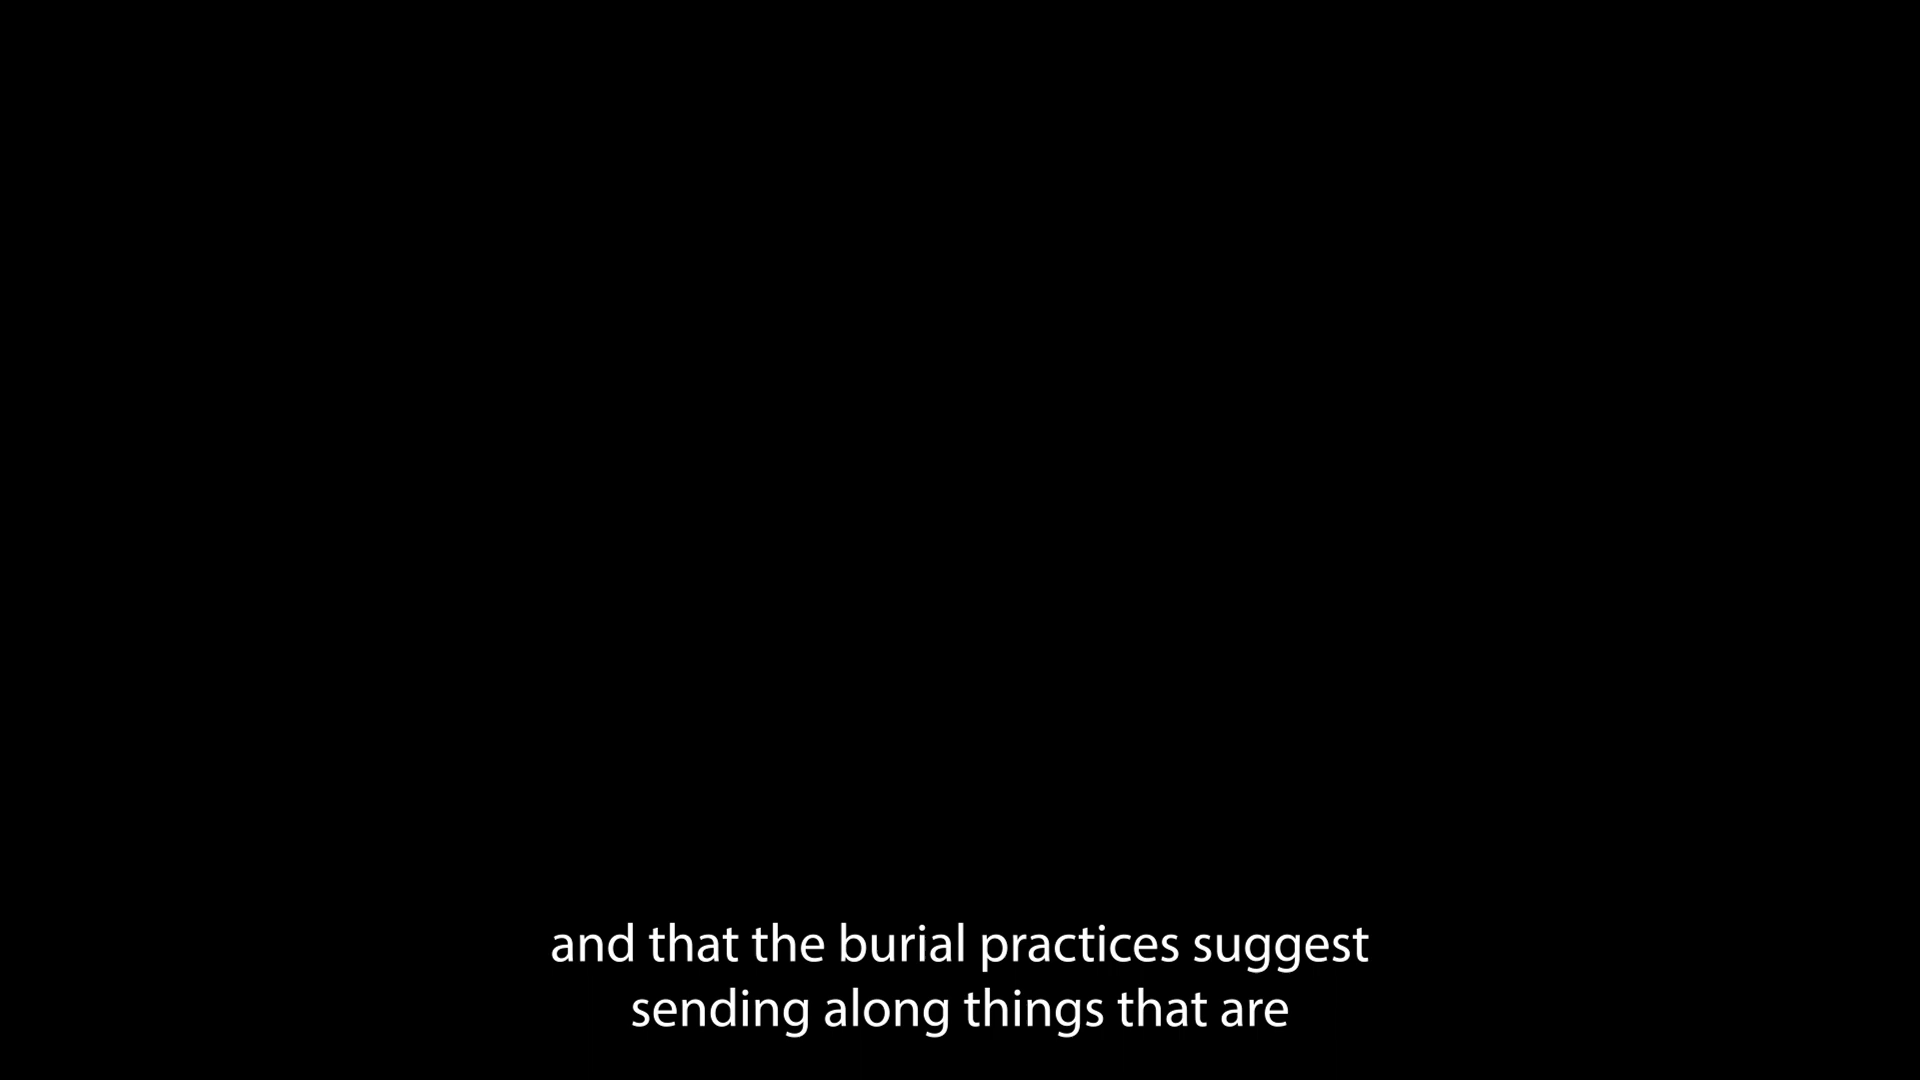 and that the burial practices suggest
sending along things that are